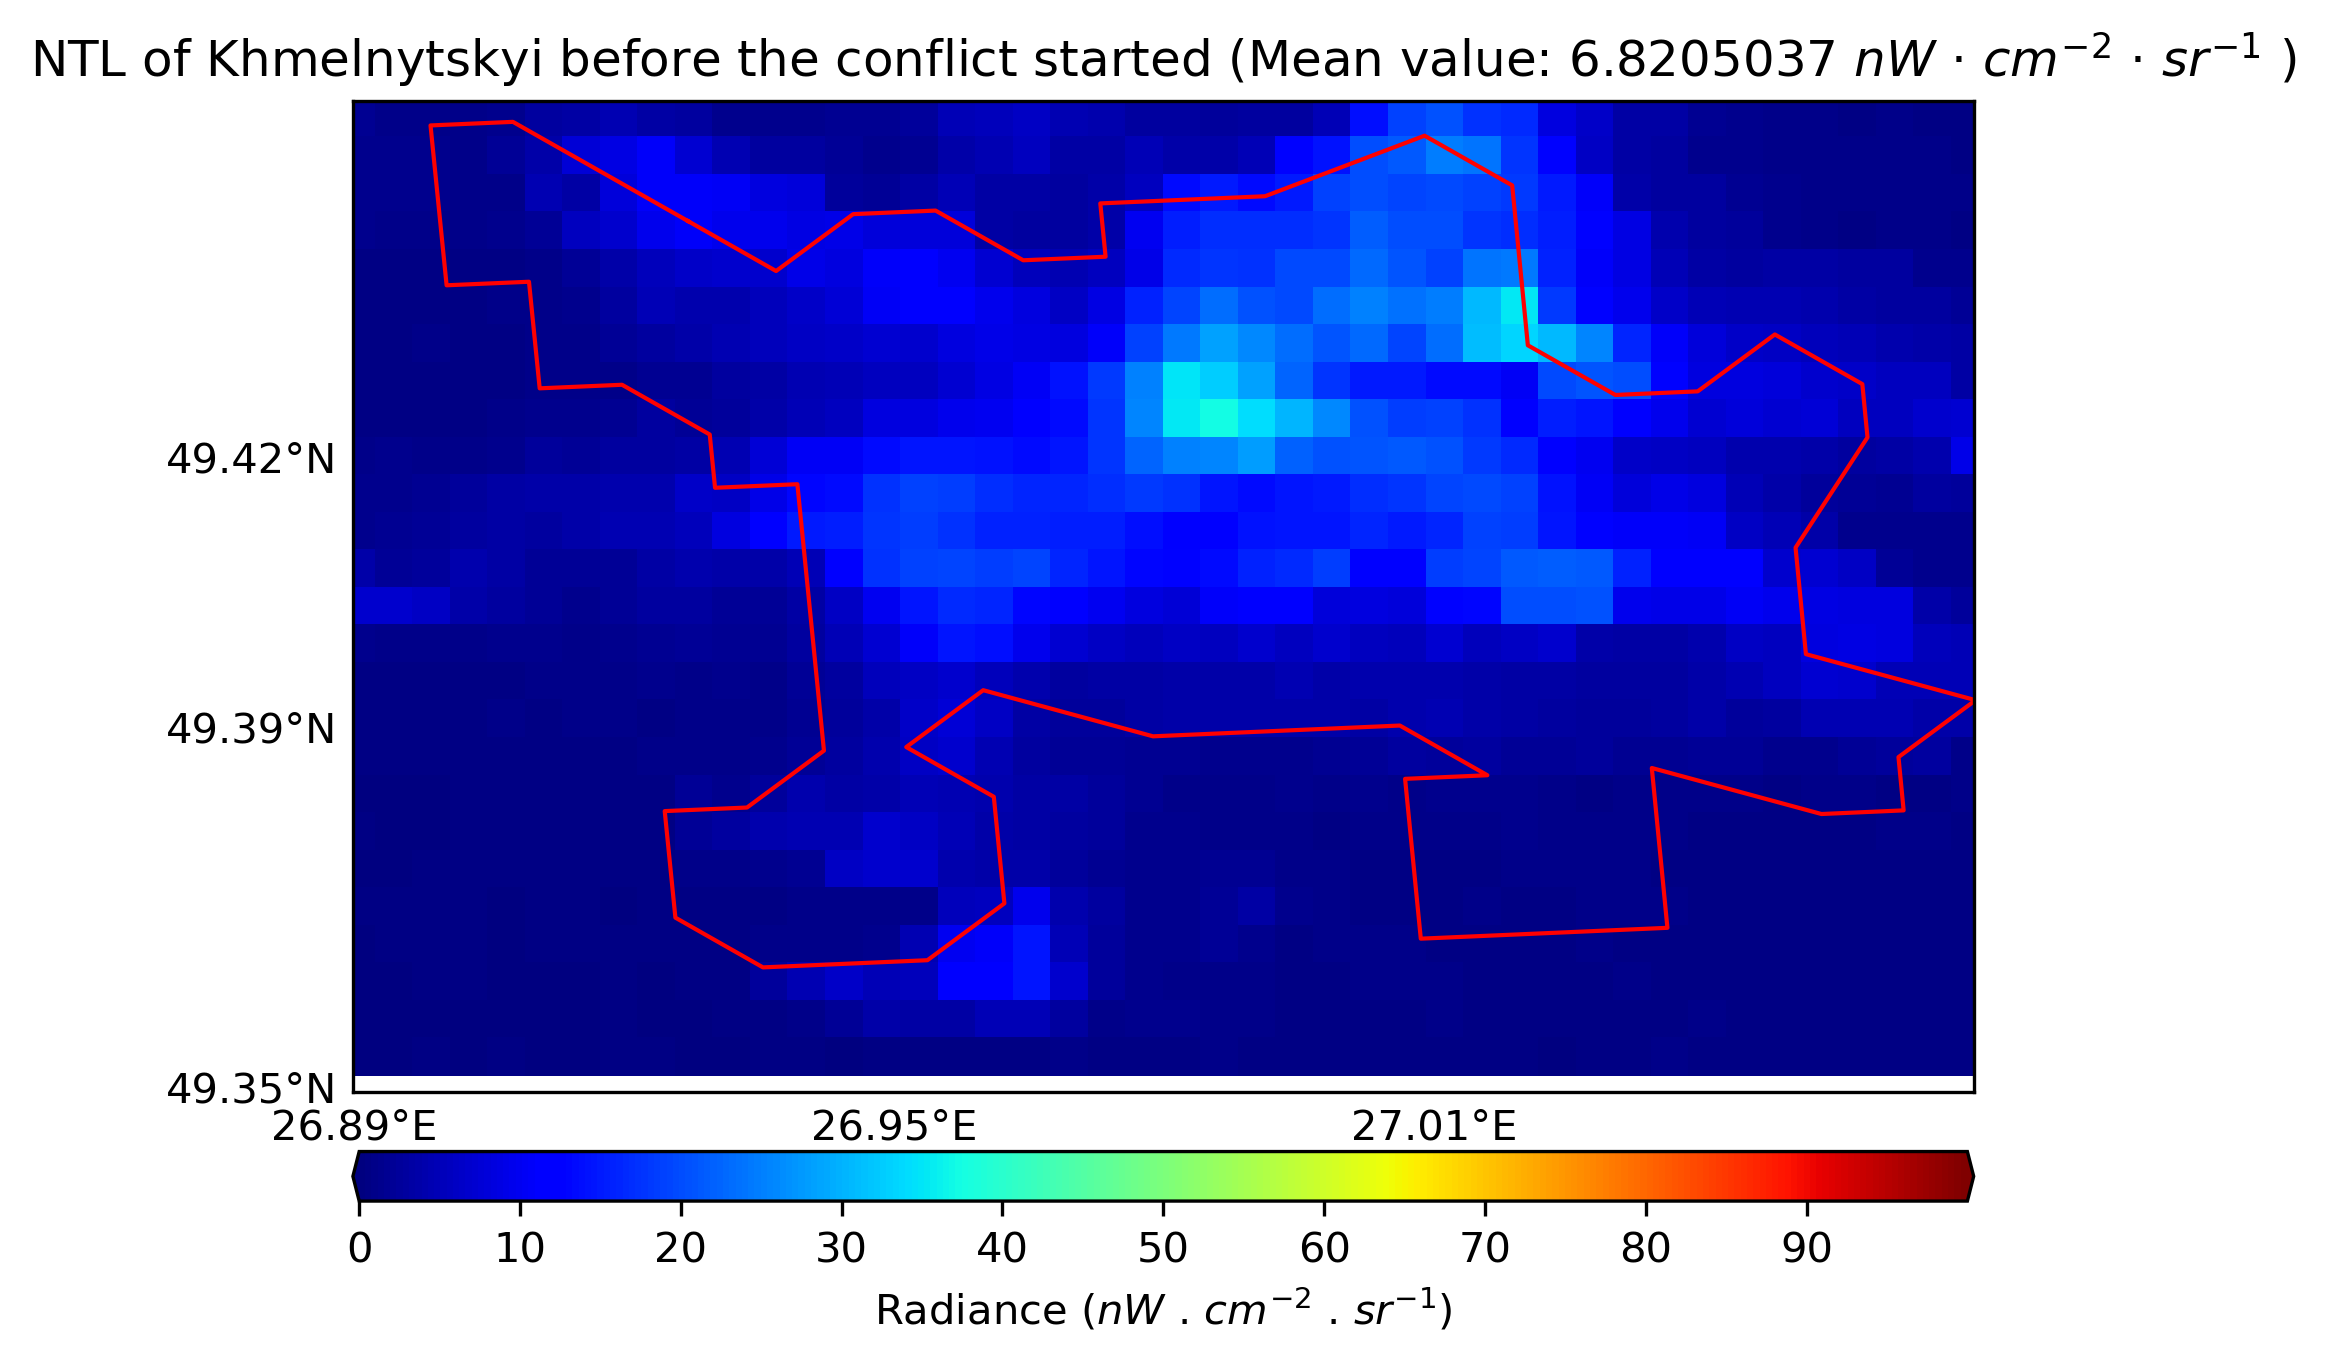 NTL of Khmelnytskyi before the conflict started (Mean value: 6.8205037 nW · cm⁻² · sr⁻¹ )
49.42°N
49.39°N
49.35°N
26.89°E 26.95°E 27.01°E
0 10 20 30 40 50 60 70 80 90
Radiance (nW . cm⁻² . sr⁻¹)